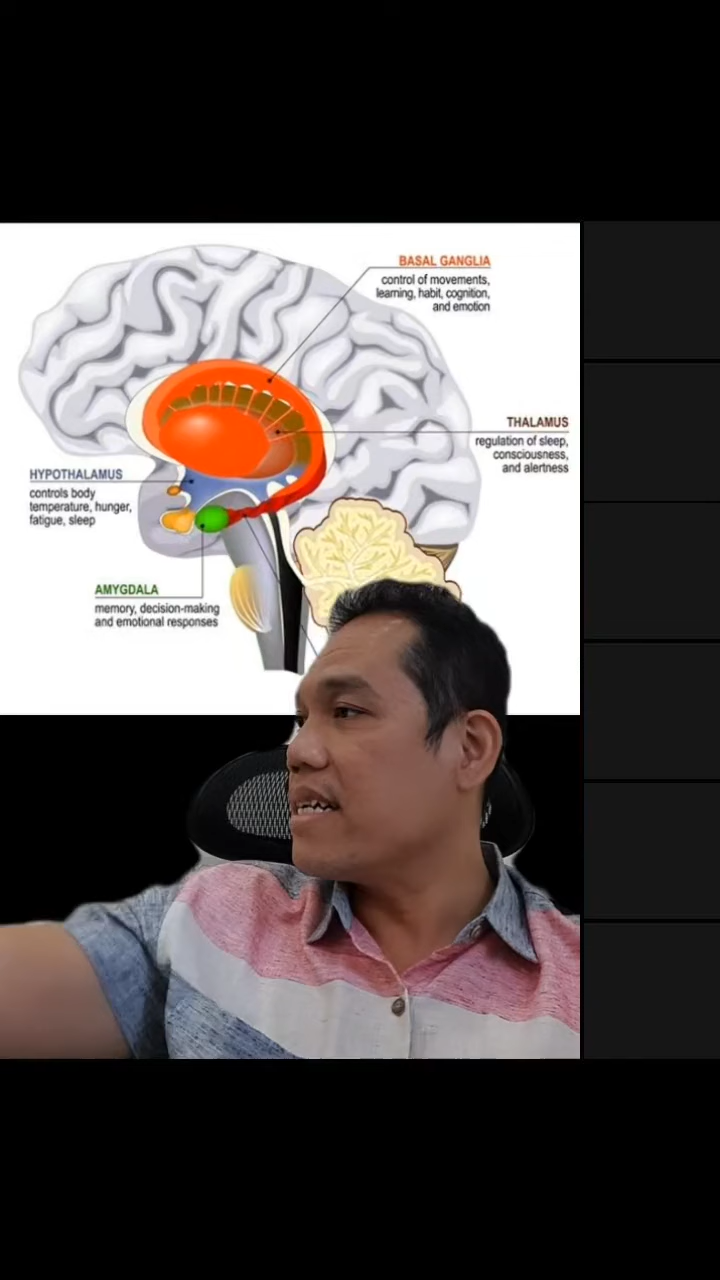 BASAL GANGLIA
control of movements,
learning, habit, cognition,
and emotion
THALAMUS
regulation of sleep,
consciousness,
and alertness
HYPOTHALAMUS
controls body
temperature, hunger,
fatigue, sleep
AMYGDALA
memory, decision-making
and emotional responses